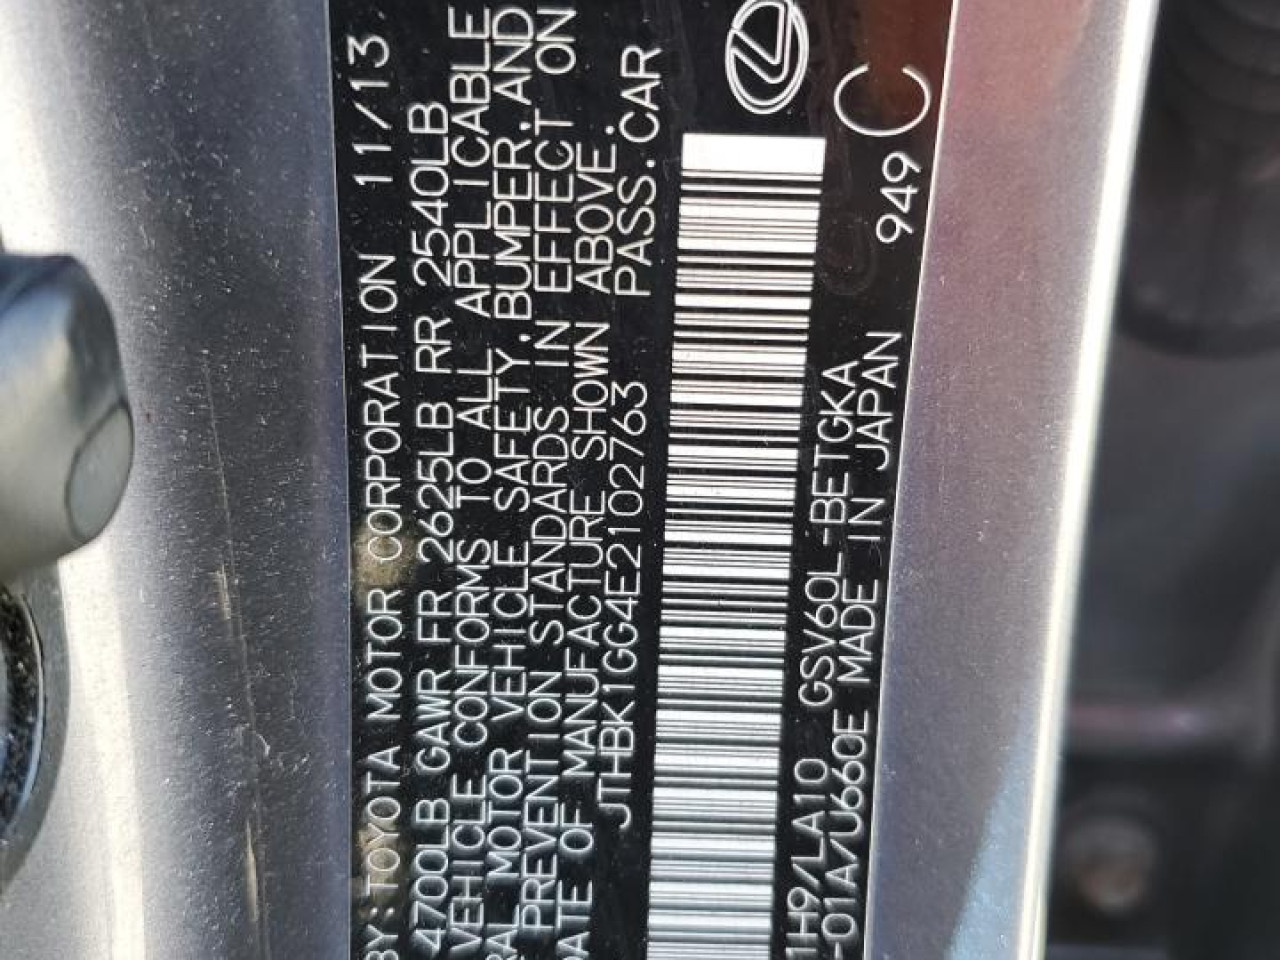 BY:TOYOTA MOTOR CORPORATION 11/13
4700LB GAWR FR 2625LB RR 2540LB
VEHICLE CONFORMS TO ALL APPLICABLE
MOTOR VEHICLE SAFETY,BUMPER,AND
PREVENTION STANDARDS IN EFFECT ON
OF MANUFACTURE SHOWN ABOVE.
JTHBK1GG4E2102763 PASS.CAR
1H9/LA10 GSV60L-BETGKA 949 C
-01A/U660E MADE IN JAPAN